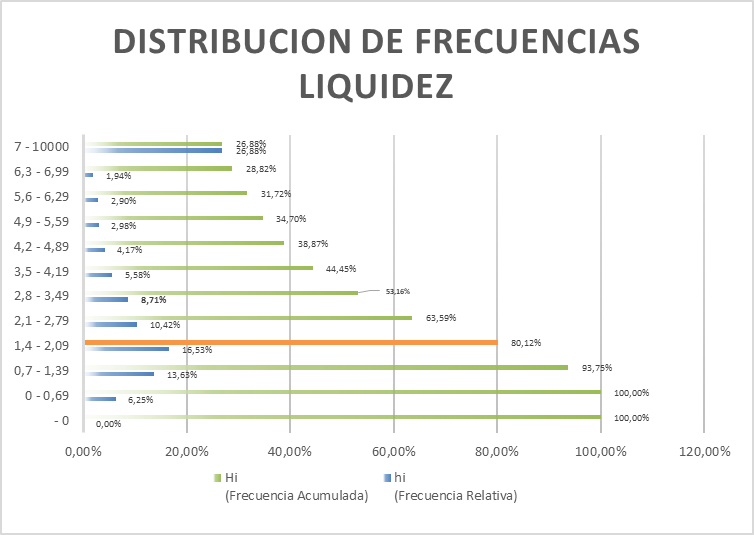 DISTRIBUCION DE FRECUENCIAS
LIQUIDEZ
7 - 10000
26,88%
26,88%
6,3 - 6,99
28,82%
1,94%
5,6 - 6,29
31,72%
2,90%
4,9 - 5,59
34,70%
2,98%
4,2 - 4,89
38,87%
4,17%
3,5 - 4,19
44,45%
5,58%
2,8 - 3,49
53,16%
8,71%
2,1 - 2,79
63,59%
10,42%
1,4 - 2,09
80,12%
16,53%
0,7 - 1,39
93,75%
13,63%
0 - 0,69
100,00%
6,25%
- 0
100,00%
0,00%
0,00% 20,00% 40,00% 60,00% 80,00% 100,00% 120,00%
Hi hi
(Frecuencia Acumulada) (Frecuencia Relativa)